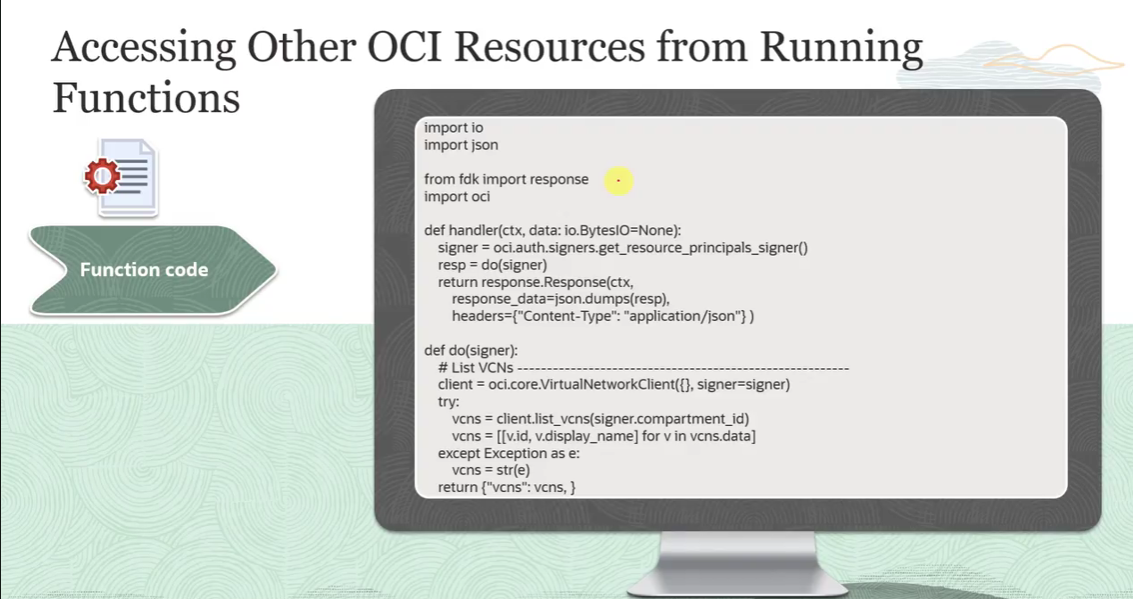 Accessing Other OCI Resources from Running
Functions
Function code
import io
import json
from fdk import response
import oci
def handler(ctx, data: io.BytesIO=None):
signer = oci.auth.signers.get_resource_principals_signer()
resp = do(signer)
return response.Response(ctx,
response_data=json.dumps(resp),
headers={"Content-Type": "application/json"} )
def do(signer):
# List VCNs --------------------------------------------------------
client = oci.core.VirtualNetworkClient({}, signer=signer)
try:
vcns = client.list_vcns(signer.compartment_id)
vcns = [[v.id, v.display_name] for v in vcns.data]
except Exception as e:
vcns = str(e)
return {"vcns": vcns, }